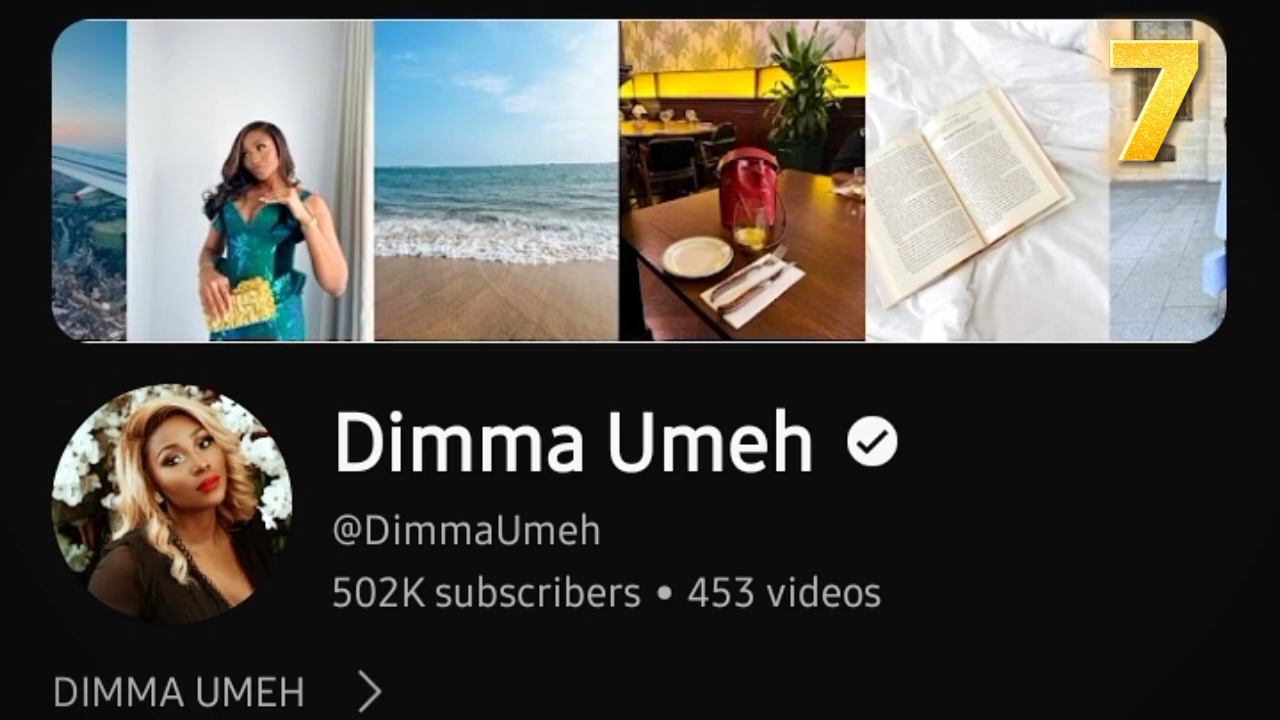 7
Dimma Umeh
@DimmaUmeh
502K subscribers • 453 videos
DIMMA UMEH